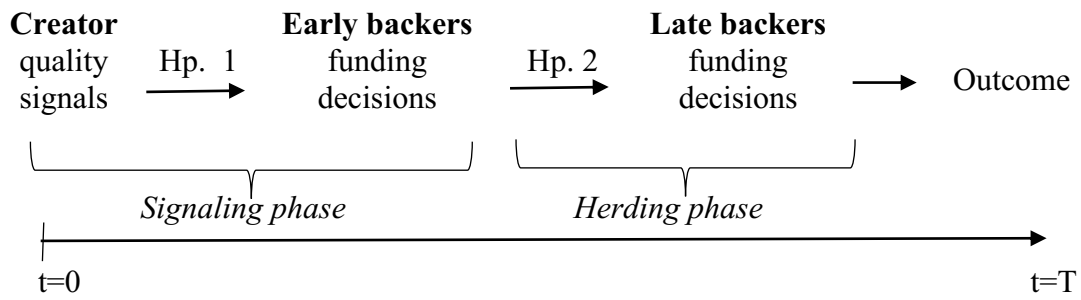 Creator Early backers Late backers
quality Hp. 1 funding Hp. 2 funding
signals decisions decisions Outcome
Signaling phase Herding phase
t=0 t=T